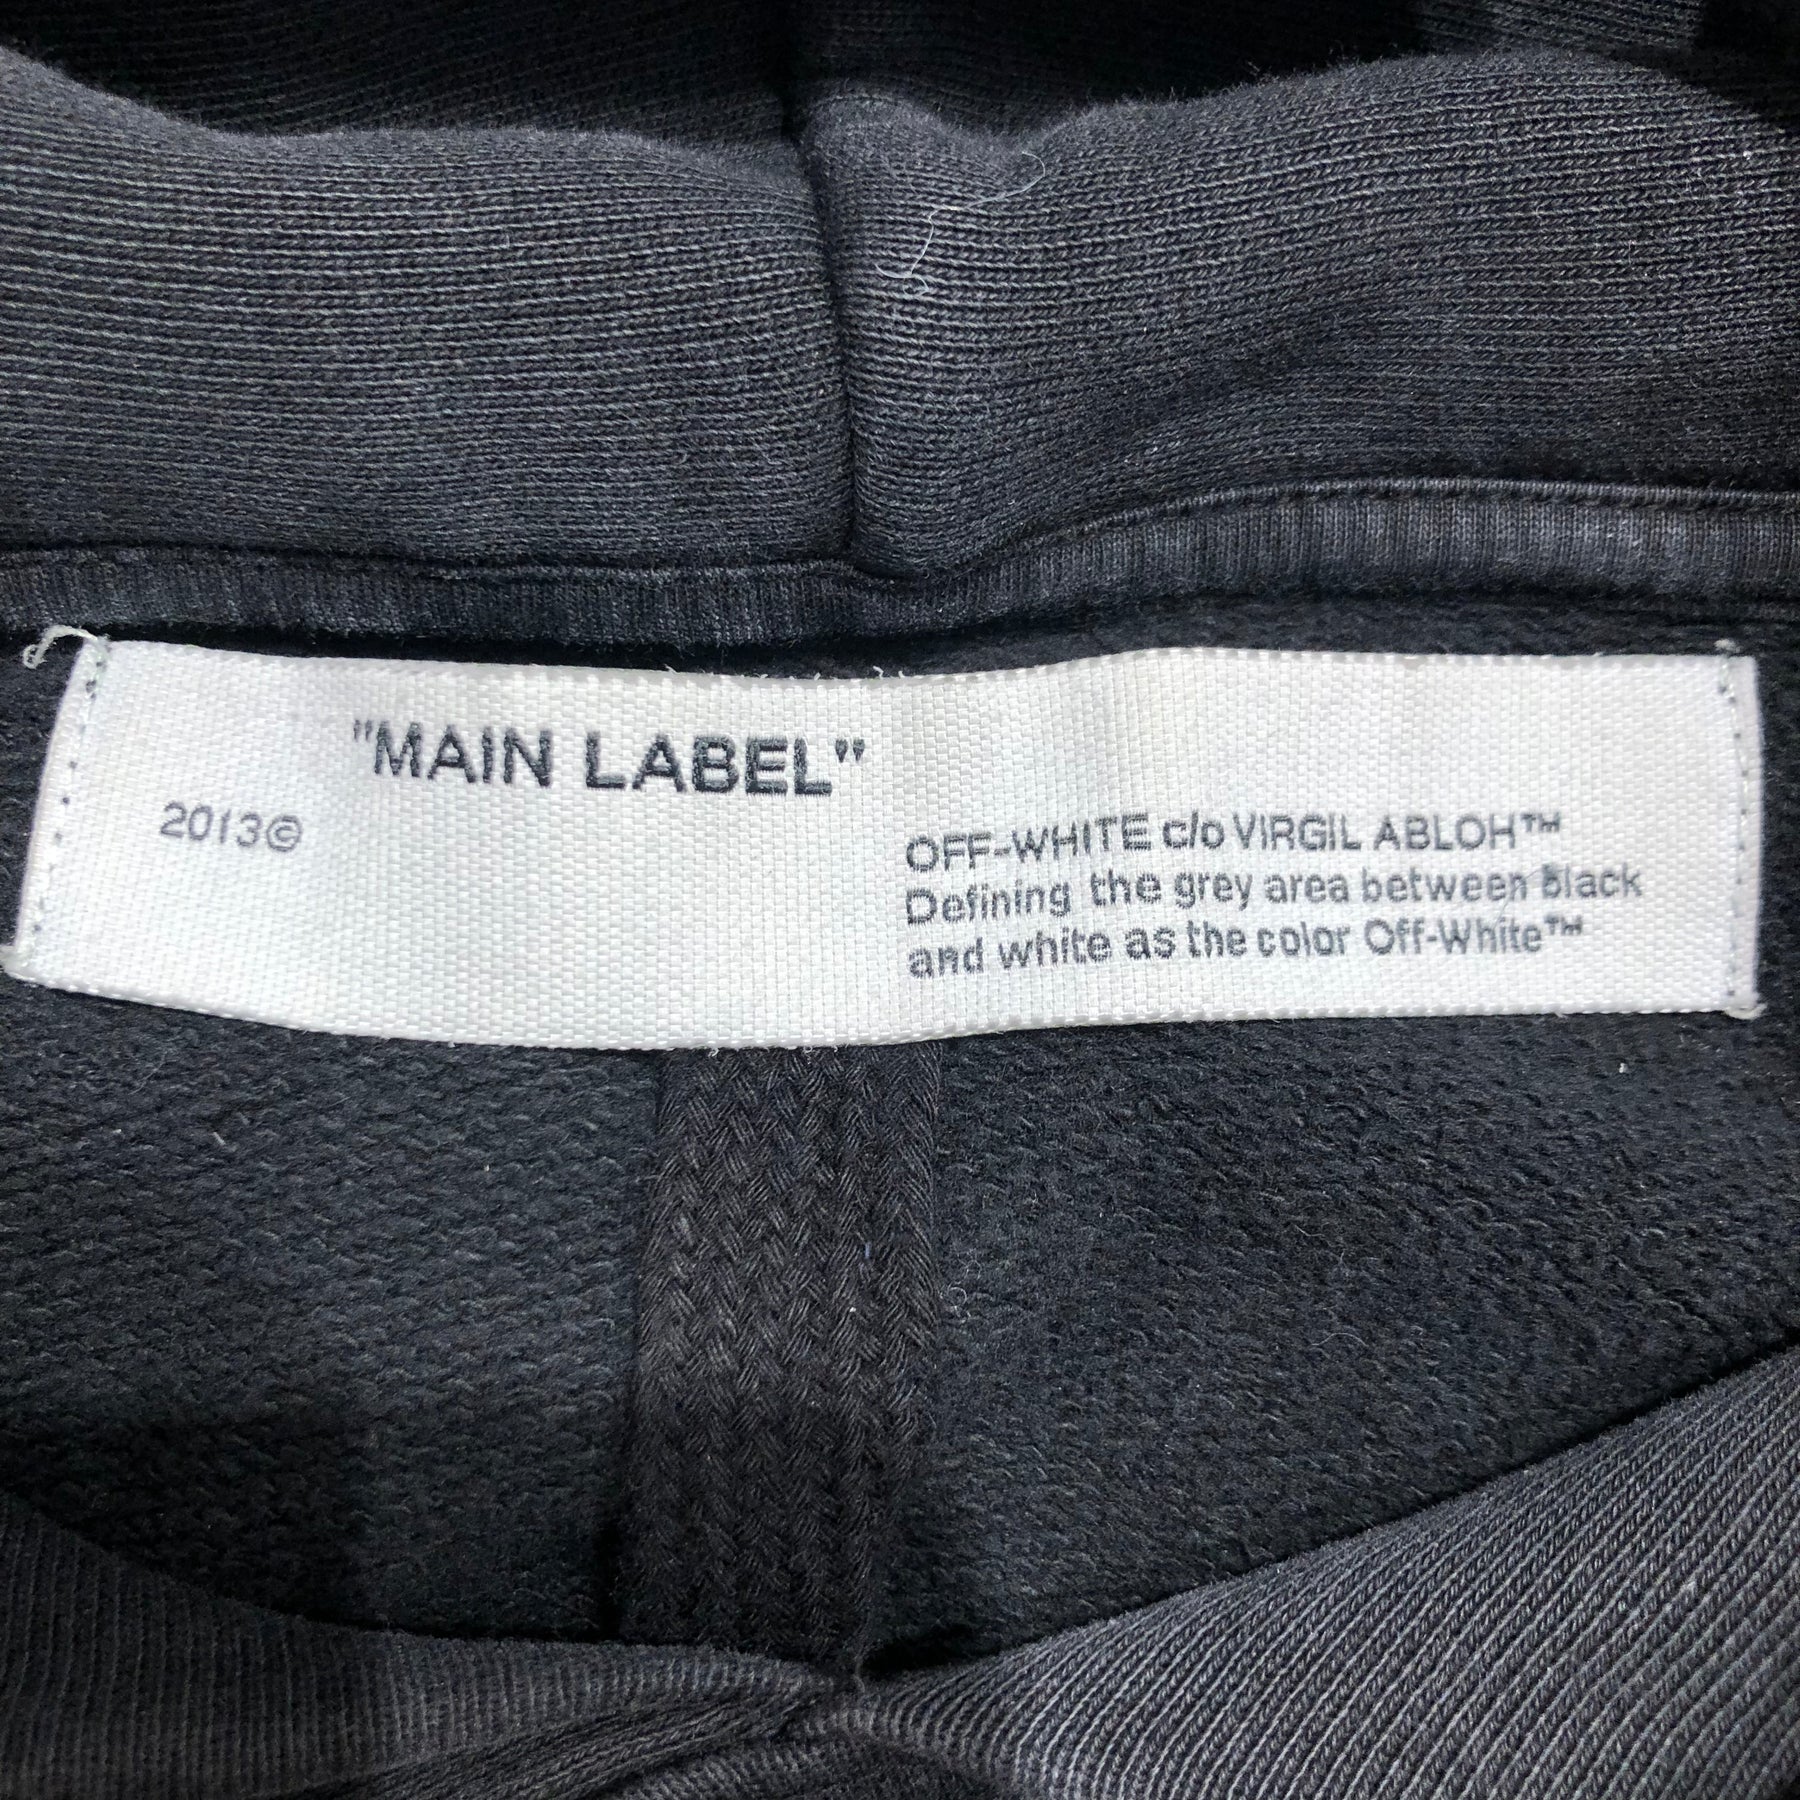 "MAIN LABEL"
2013©
OFF-WHITE c/o VIRGIL ABLOH™
Defining the grey area between black
and white as the color Off-White™